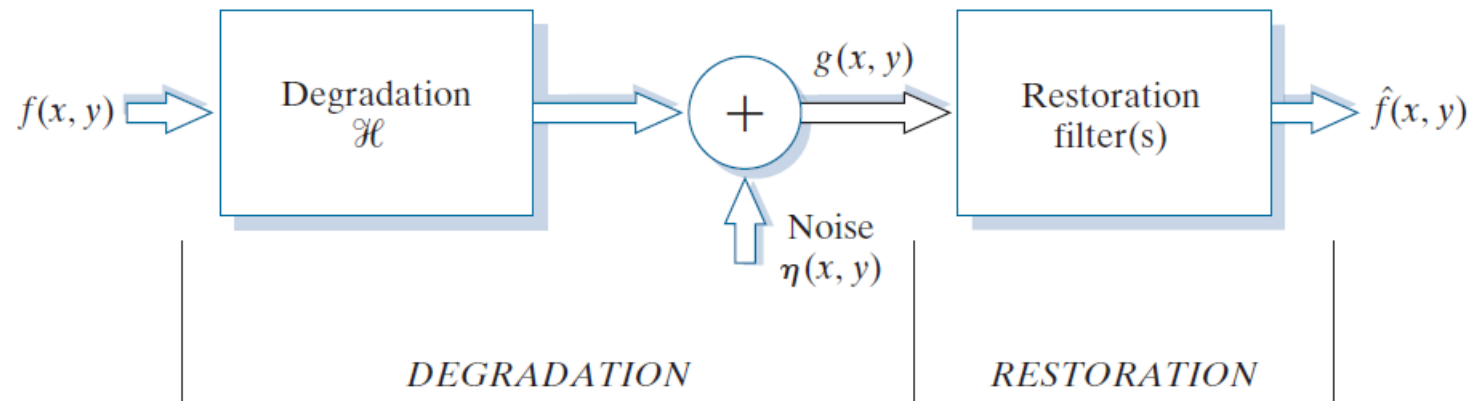 f(x, y)
Degradation
ℋ
+
g(x, y)
Noise
η(x, y)
Restoration
filter(s)
f̂(x, y)
DEGRADATION
RESTORATION